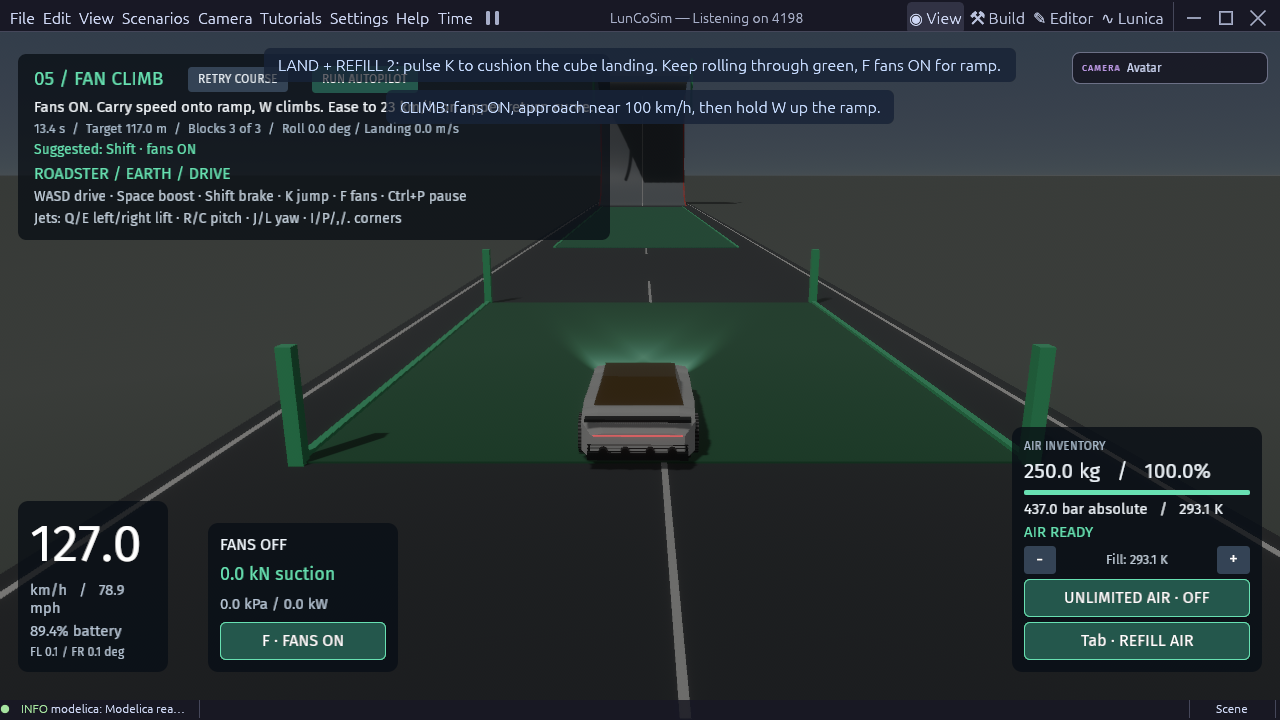 File Edit View Scenarios Camera Tutorials Settings Help Time
LunCoSim — Listening on 4198
View Build Editor Lunica
LAND + REFILL 2: pulse K to cushion the cube landing. Keep rolling through green, F fans ON for ramp.
CLIMB: fans ON, approach near 100 km/h, then hold W up the ramp.
05 / FAN CLIMB
RETRY COURSE
RUN AUTOPILOT
Fans ON. Carry speed onto ramp, W climbs. Ease to 23
13.4 s / Target 117.0 m / Blocks 3 of 3 / Roll 0.0 deg / Landing 0.0 m/s
Suggested: Shift · fans ON
ROADSTER / EARTH / DRIVE
WASD drive · Space boost · Shift brake · K jump · F fans · Ctrl+P pause
Jets: Q/E left/right lift · R/C pitch · J/L yaw · I/P/,/. corners
CAMERA Avatar
127.0
km/h / 78.9
mph
89.4% battery
FL 0.1 / FR 0.1 deg
FANS OFF
0.0 kN suction
0.0 kPa / 0.0 kW
F · FANS ON
AIR INVENTORY
250.0 kg / 100.0%
437.0 bar absolute / 293.1 K
AIR READY
- Fill: 293.1 K +
UNLIMITED AIR · OFF
Tab · REFILL AIR
INFO modelica: Modelica rea…
Scene